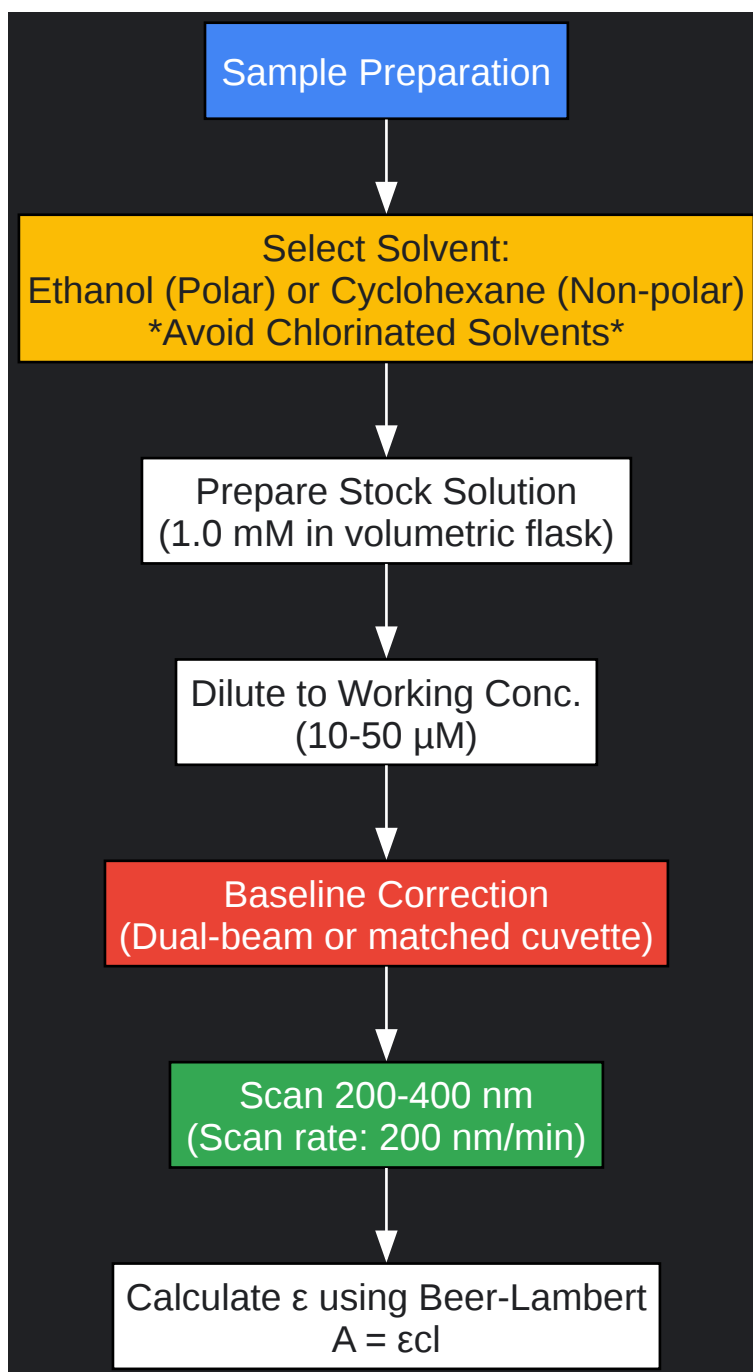 Sample Preparation
Select Solvent:
Ethanol (Polar) or Cyclohexane (Non-polar)
*Avoid Chlorinated Solvents*
Prepare Stock Solution
(1.0 mM in volumetric flask)
Dilute to Working Conc.
(10-50 µM)
Baseline Correction
(Dual-beam or matched cuvette)
Scan 200-400 nm
(Scan rate: 200 nm/min)
Calculate ε using Beer-Lambert
A = εcl